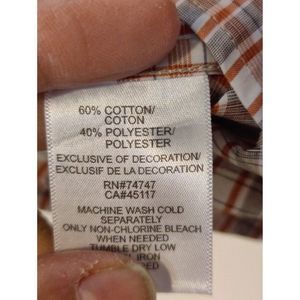 60% COTTON/
COTON
40% POLYESTER/
POLYESTER
EXCLUSIVE OF DECORATION/
EXCLUSIF DE LA DECORATION
RN#74747
CA#45117
MACHINE WASH COLD
SEPARATELY
ONLY NON-CHLORINE BLEACH
WHEN NEEDED
TUMBLE DRY LOW
IRON